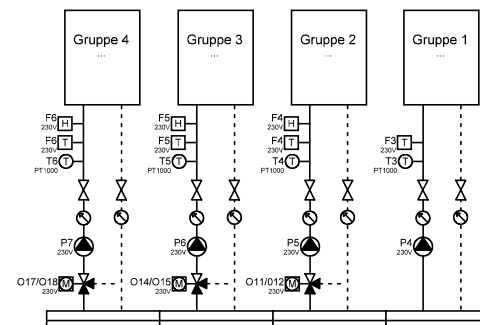 Gruppe 4 Gruppe 3 Gruppe 2 Gruppe 1
... ... ... ...
F6 H F5 H F4 H
230V 230V 230V
F6 T F5 T F4 T F3 T
230V 230V 230V 230V
T6 T T5 T T4 T T3 T
PT1000 PT1000 PT1000 PT1000
P7 P6 P5 P4
230V 230V 230V 230V
O17/O18 M O14/O15 M O11/012 M
230V 230V 230V